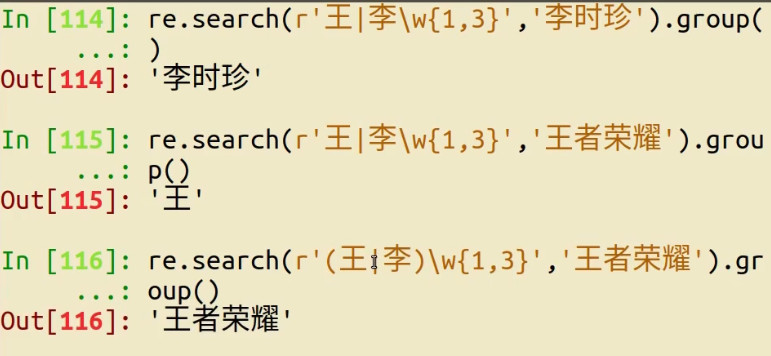 In [114]: re.search(r'王|李\w{1,3}','李时珍').group(
...: )
Out[114]: '李时珍'
In [115]: re.search(r'王|李\w{1,3}','王者荣耀').grou
...: p()
Out[115]: '王'
In [116]: re.search(r'(王|李)\w{1,3}','王者荣耀').gr
...: oup()
Out[116]: '王者荣耀'